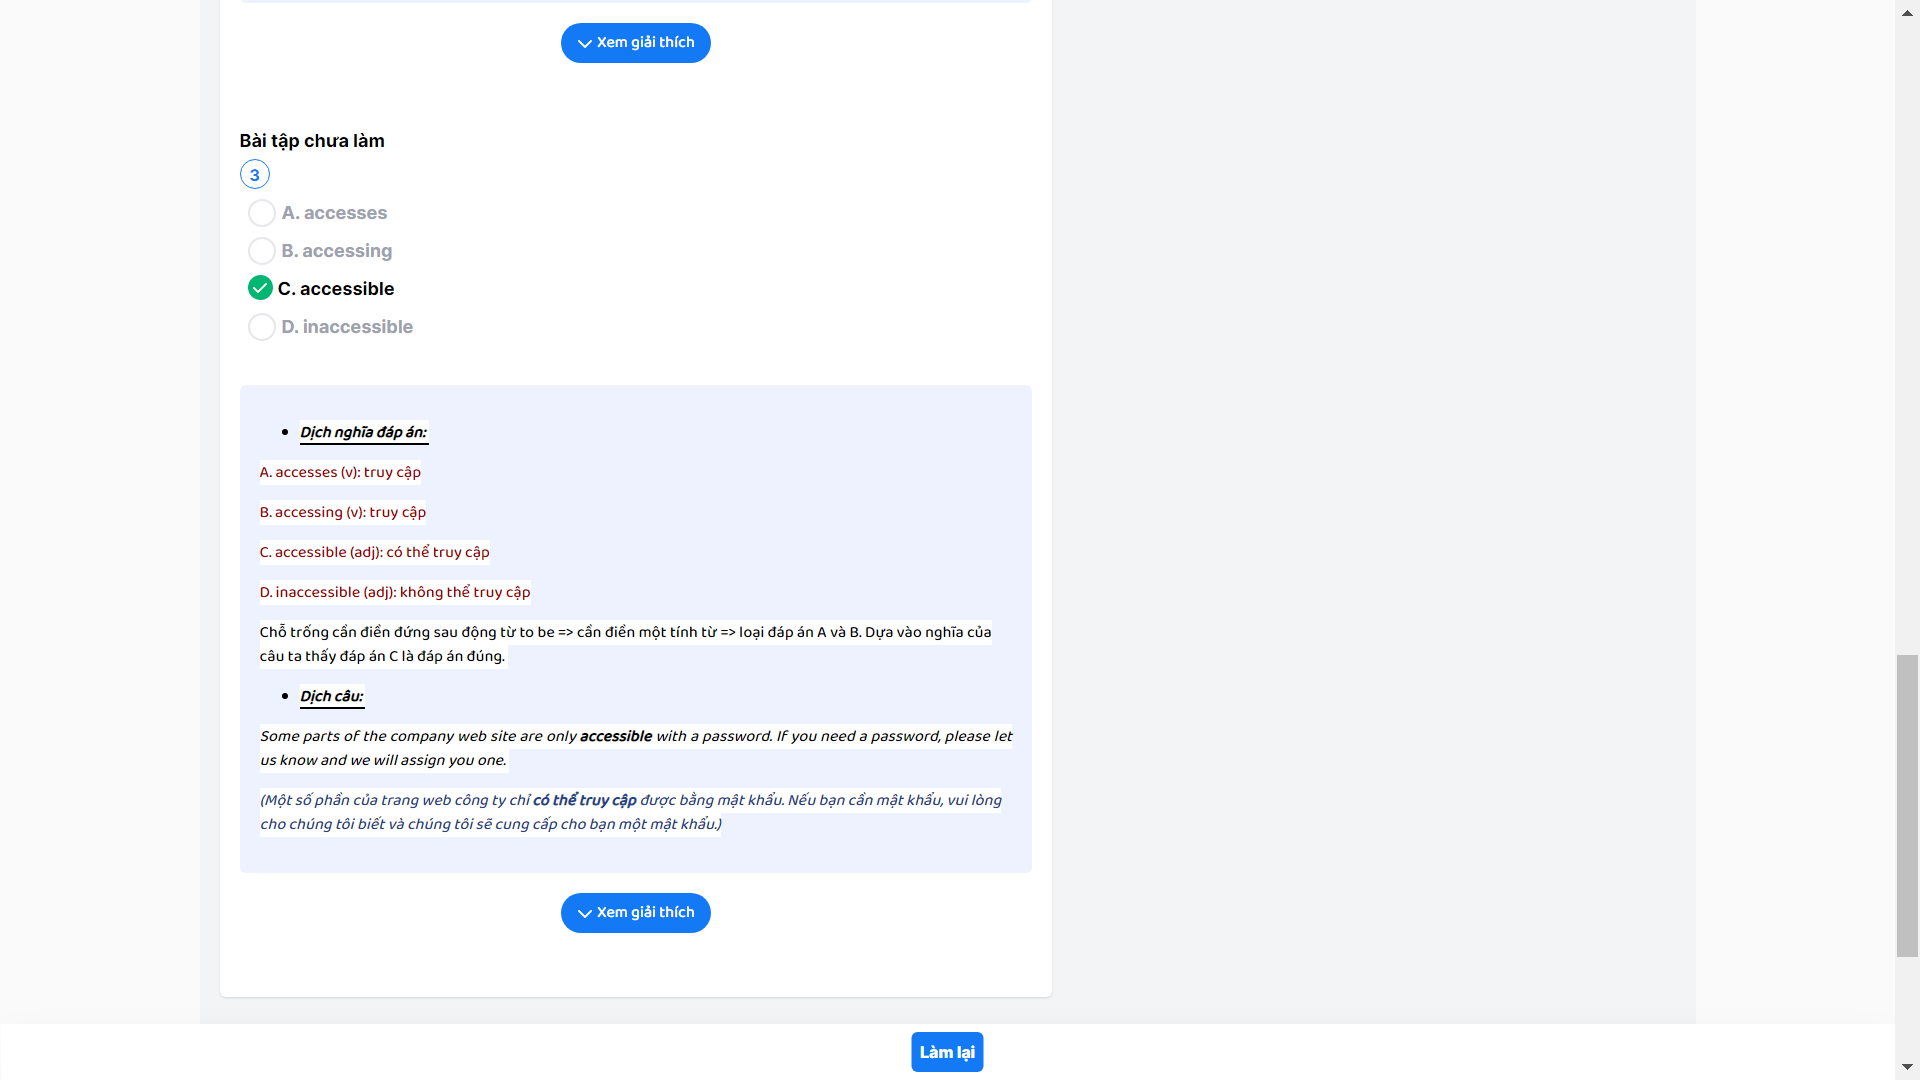 Xem giải thích
Bài tập chưa làm
3
A. accesses
B. accessing
C. accessible
D. inaccessible
Dịch nghĩa đáp án:
A. accesses (v): truy cập
B. accessing (v): truy cập
C. accessible (adj): có thể truy cập
D. inaccessible (adj): không thể truy cập
Chỗ trống cần điền đứng sau động từ to be => cần điền một tính từ => loại đáp án A và B. Dựa vào nghĩa của
câu ta thấy đáp án C là đáp án đúng.
Dịch câu:
Some parts of the company web site are only accessible with a password. If you need a password, please let
us know and we will assign you one.
(Một số phần của trang web công ty chỉ có thể truy cập được bằng mật khẩu. Nếu bạn cần mật khẩu, vui lòng
cho chúng tôi biết và chúng tôi sẽ cung cấp cho bạn một mật khẩu.)
Xem giải thích
Làm lại